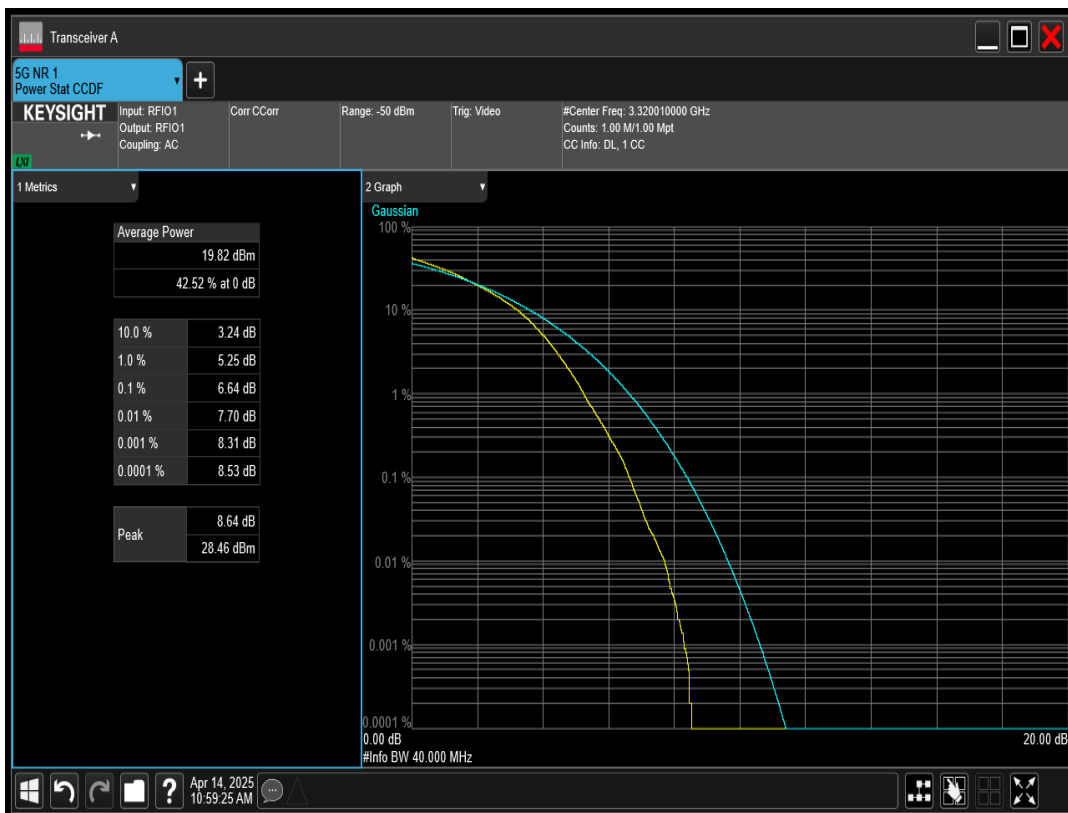 Transceiver A
5G NR 1
Power Stat CCDF
+
KEYSIGHT
LXI
Input: RFIO1
Output: RFIO1
Coupling: AC
Corr CCorr
Range: -50 dBm
Trig: Video
#Center Freq: 3.320010000 GHz
Counts: 1.00 M/1.00 Mpt
CC Info: DL, 1 CC
1 Metrics
Average Power
19.82 dBm
42.52 % at 0 dB
10.0 % 3.24 dB
1.0 % 5.25 dB
0.1 % 6.64 dB
0.01 % 7.70 dB
0.001 % 8.31 dB
0.0001 % 8.53 dB
Peak 8.64 dB
28.46 dBm
2 Graph
Gaussian
100 %
10 %
1 %
0.1 %
0.01 %
0.001 %
0.0001 %
0.00 dB 20.00 dB
#Info BW 40.000 MHz
?
Apr 14, 2025
10:59:25 AM